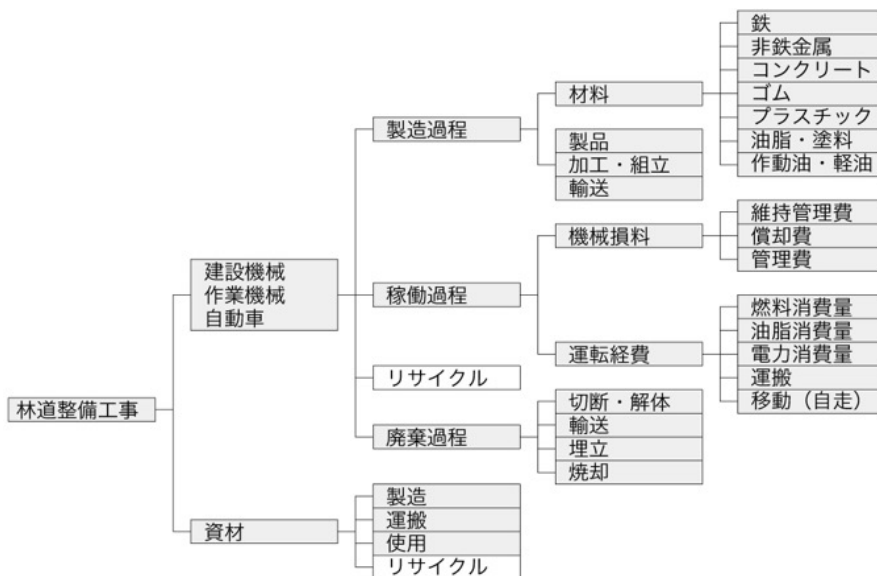 林道整備工事
建設機械
作業機械
自動車
製造過程
材料
鉄
非鉄金属
コンクリート
ゴム
プラスチック
油脂・塗料
作動油・軽油
製品
加工・組立
輸送
稼働過程
機械損料
維持管理費
償却費
管理費
運転経費
燃料消費量
油脂消費量
電力消費量
運搬
移動（自走）
リサイクル
廃棄過程
切断・解体
輸送
埋立
焼却
資材
製造
運搬
使用
リサイクル